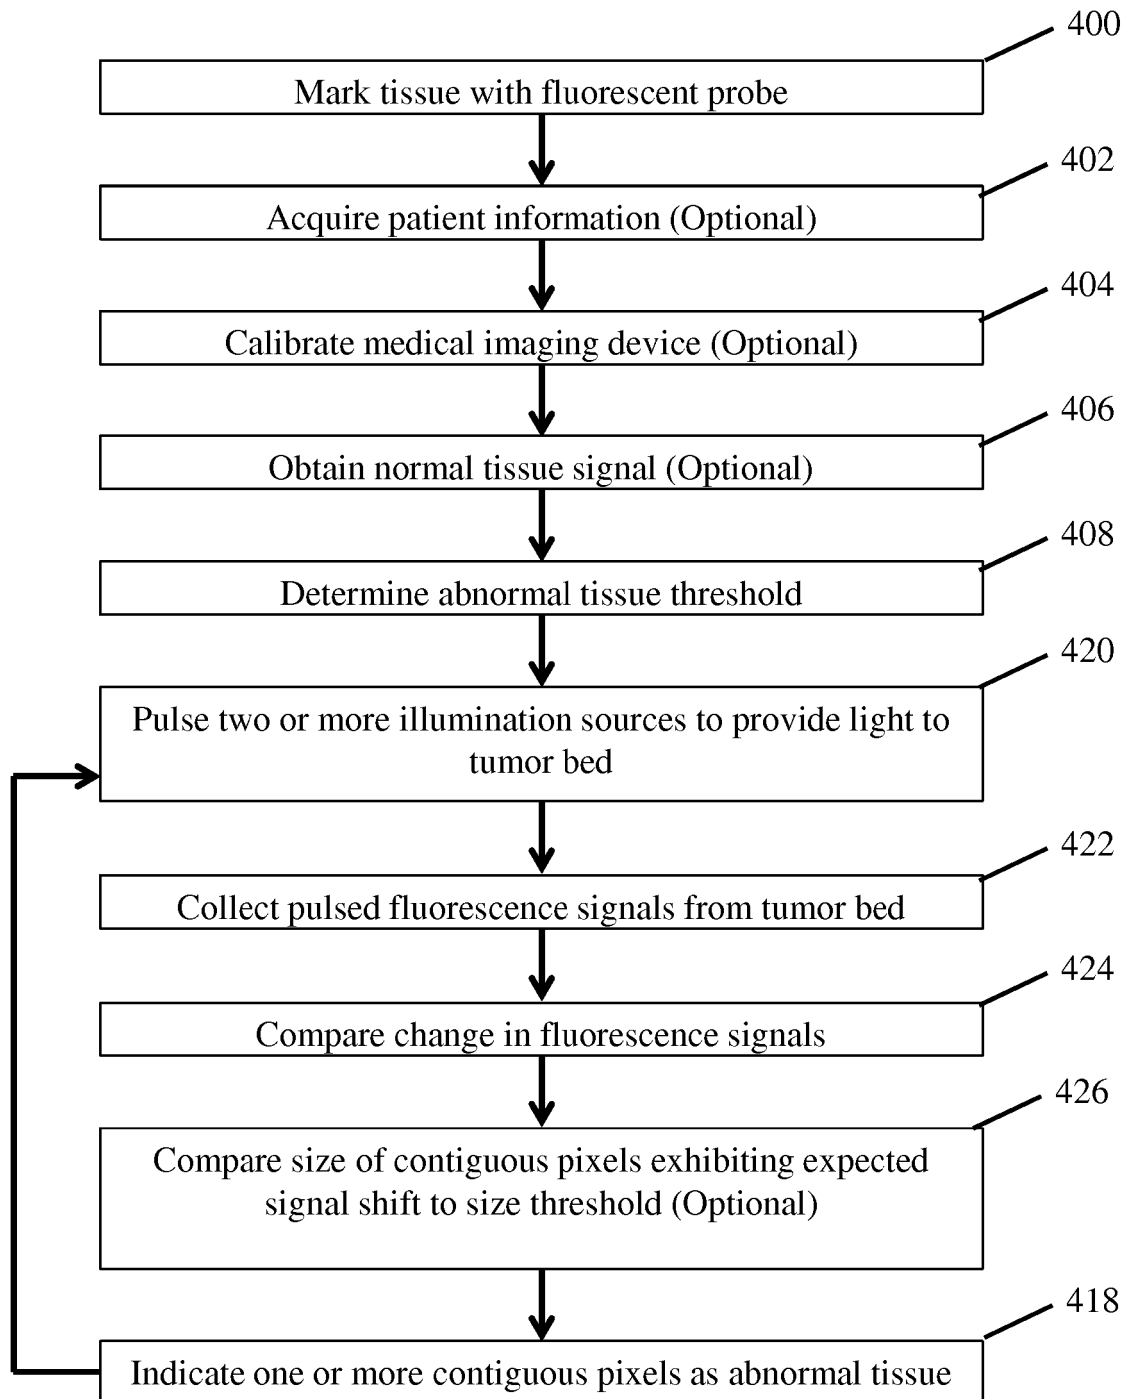 400
Mark tissue with fluorescent probe
402
Acquire patient information (Optional)
404
Calibrate medical imaging device (Optional)
406
Obtain normal tissue signal (Optional)
408
Determine abnormal tissue threshold
420
Pulse two or more illumination sources to provide light to
tumor bed
422
Collect pulsed fluorescence signals from tumor bed
424
Compare change in fluorescence signals
426
Compare size of contiguous pixels exhibiting expected
signal shift to size threshold (Optional)
418
Indicate one or more contiguous pixels as abnormal tissue